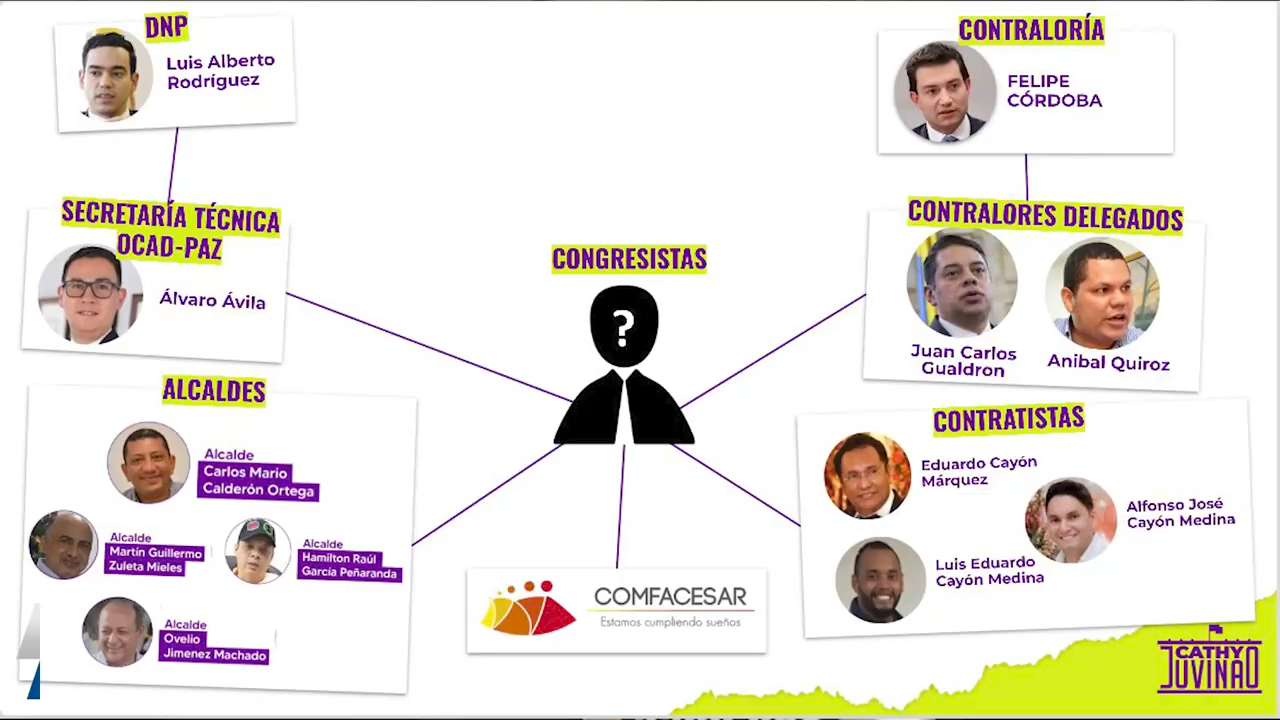 DNP
Luis Alberto
Rodríguez
CONTRALORÍA
FELIPE
CÓRDOBA
SECRETARÍA TÉCNICA
OCAD-PAZ
Álvaro Ávila
CONGRESISTAS
?
CONTRALORES DELEGADOS
Juan Carlos
Gualdron
Anibal Quiroz
ALCALDES
Alcalde
Carlos Mario
Calderón Ortega
Alcalde
Martín Guillermo
Zuleta Mieles
Alcalde
Hamilton Raúl
García Peñaranda
Alcalde
Ovelio
Jimenez Machado
COMFACESAR
Estamos cumpliendo sueños
CONTRATISTAS
Eduardo Cayón
Márquez
Alfonso José
Cayón Medina
Luis Eduardo
Cayón Medina
CATHY
JUVINAO